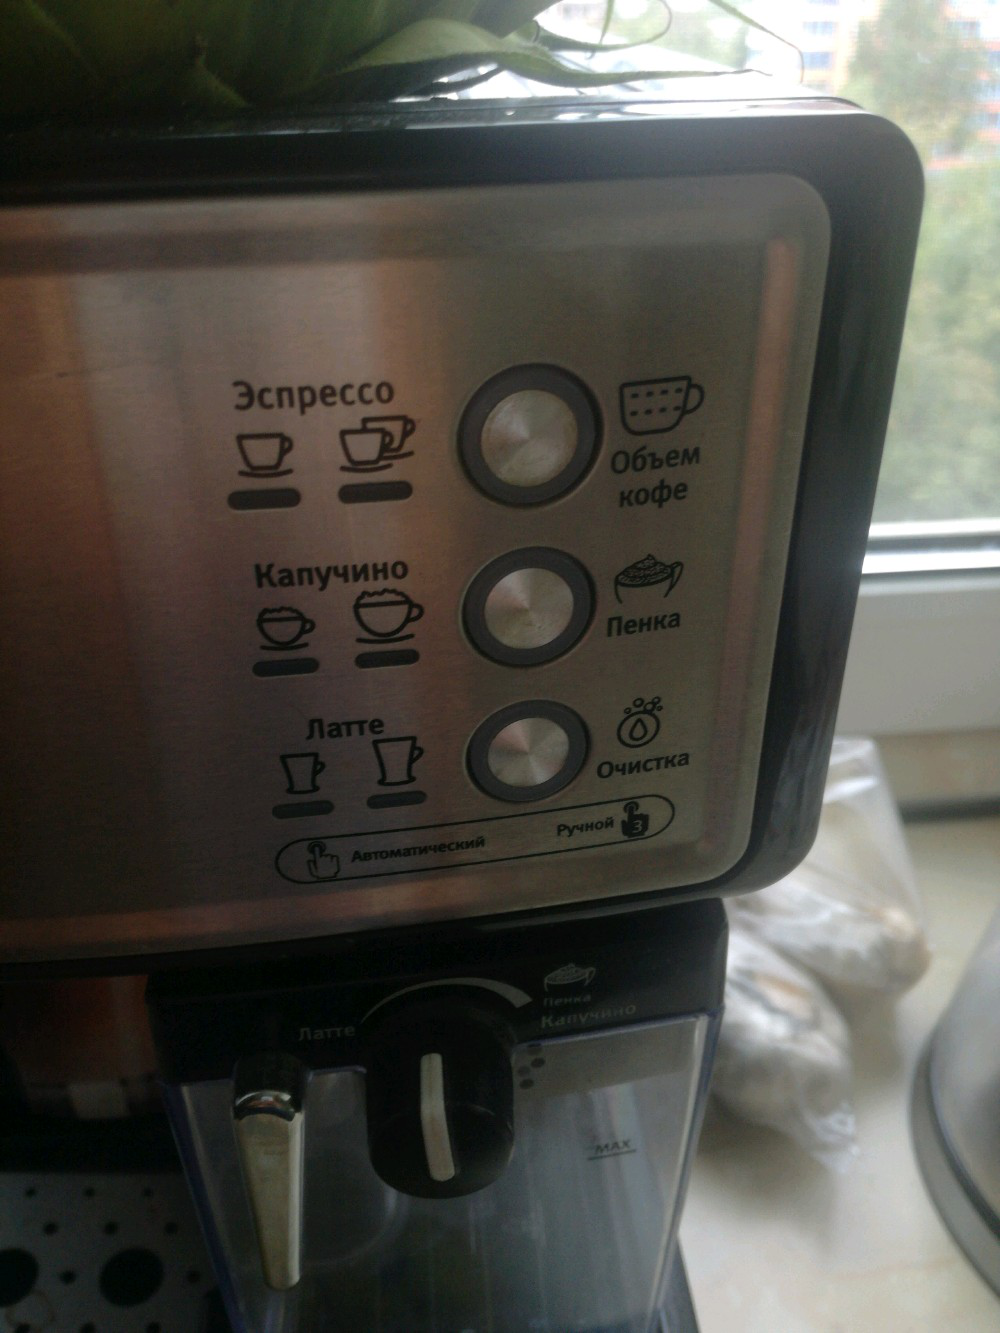 Эспрессо
Объем
кофе
Капучино
Пенка
Латте
Очистка
Автоматический
Ручной 3
Пенка
Капучино
Латте
MAX